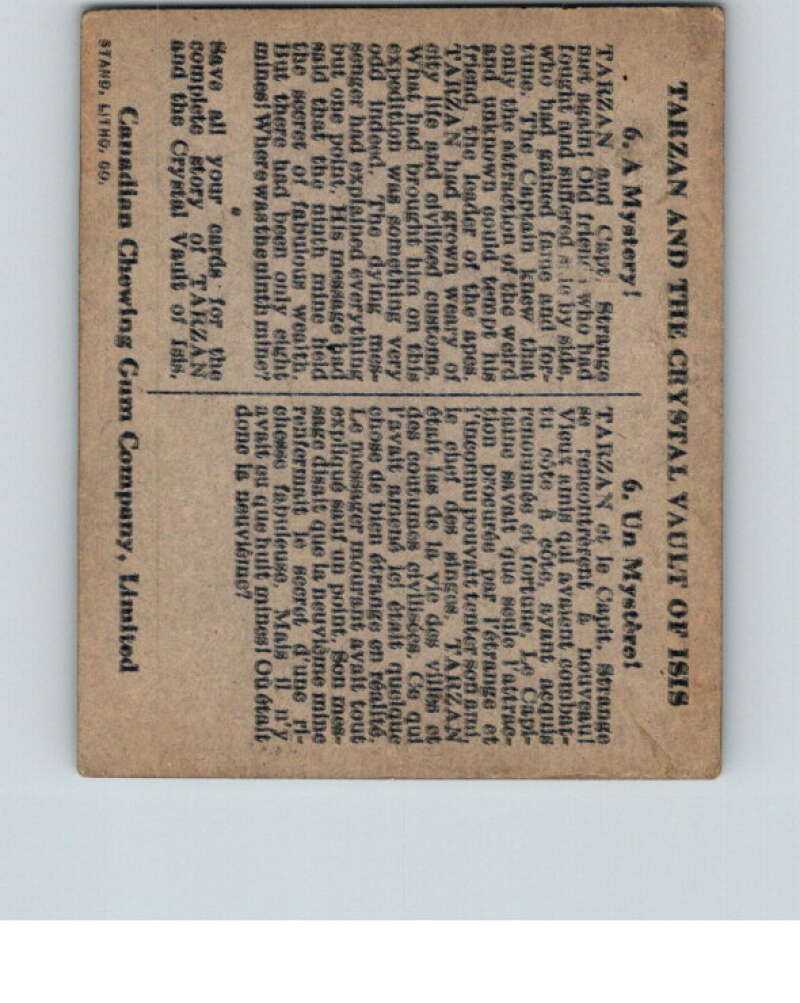 TARZAN AND THE CRYSTAL VAULT OF ISIS
6. A Mystery!
TARZAN and Capt. Strange
met again! Old friends who had
fought and suffered side by side,
who had gained fame and for-
tune. The Captain knew that
only the attraction of the weird
and unknown could tempt his
friend, the leader of the apes.
TARZAN had grown weary of
city life and civilized customs.
What had brought him on this
expedition was something very
odd indeed. The dying mes-
senger had explained everything
but one point. His message had
said that the ninth mine held
the secret of fabulous wealth.
But there had been only eight
mines! Where was the ninth mine?
Save all your cards for the
complete story of TARZAN
and the Crystal Vault of Isis.
6. Un Mystère!
TARZAN et le Capit. Strange
se rencontrèrent à nouveau!
Vieux amis qui avaient combat-
tu côte à côte, ayant acquis
renommée et fortune. Le Capi-
taine savait que seule l'attrac-
tion procurée par l'étrange et
l'inconnu pouvait tenter son ami,
le chef des singes. TARZAN
était las de la vie des villes et
des coutumes civilisées. Ce qui
l'avait amené ici était quelque
chose de bien étrange en réalité.
Le messager mourant avait tout
expliqué sauf un point. Son mes-
sage disait que la neuvième mine
renfermait le secret d'une ri-
chesse fabuleuse. Mais il n'y
avait eu que huit mines! Où était
donc la neuvième?
Canadian Chewing Gum Company, Limited
STAND. LITHO. CO.